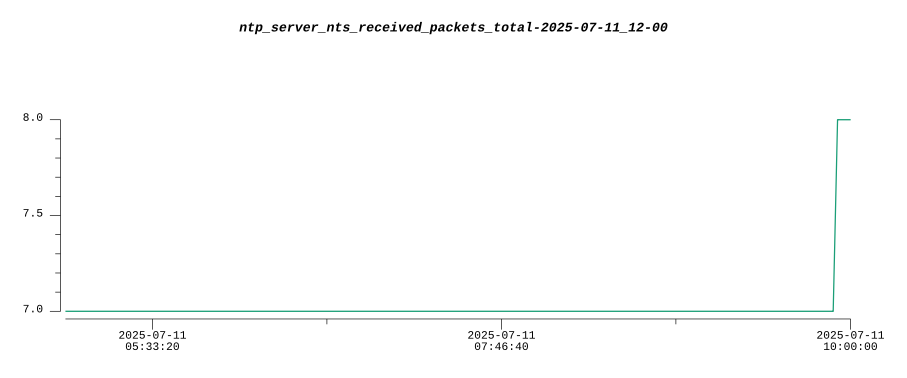 ntp_server_nts_received_packets_total-2025-07-11_12-00
8.0
7.5
7.0
2025-07-11 2025-07-11 2025-07-11
05:33:20 07:46:40 10:00:00